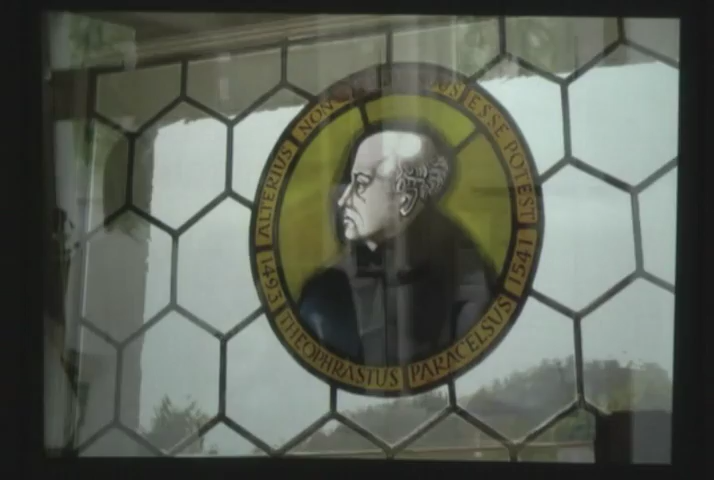 ALTERIUS NON
ESSE POTEST
1493 THEOPHRASTUS PARACELSUS 1541